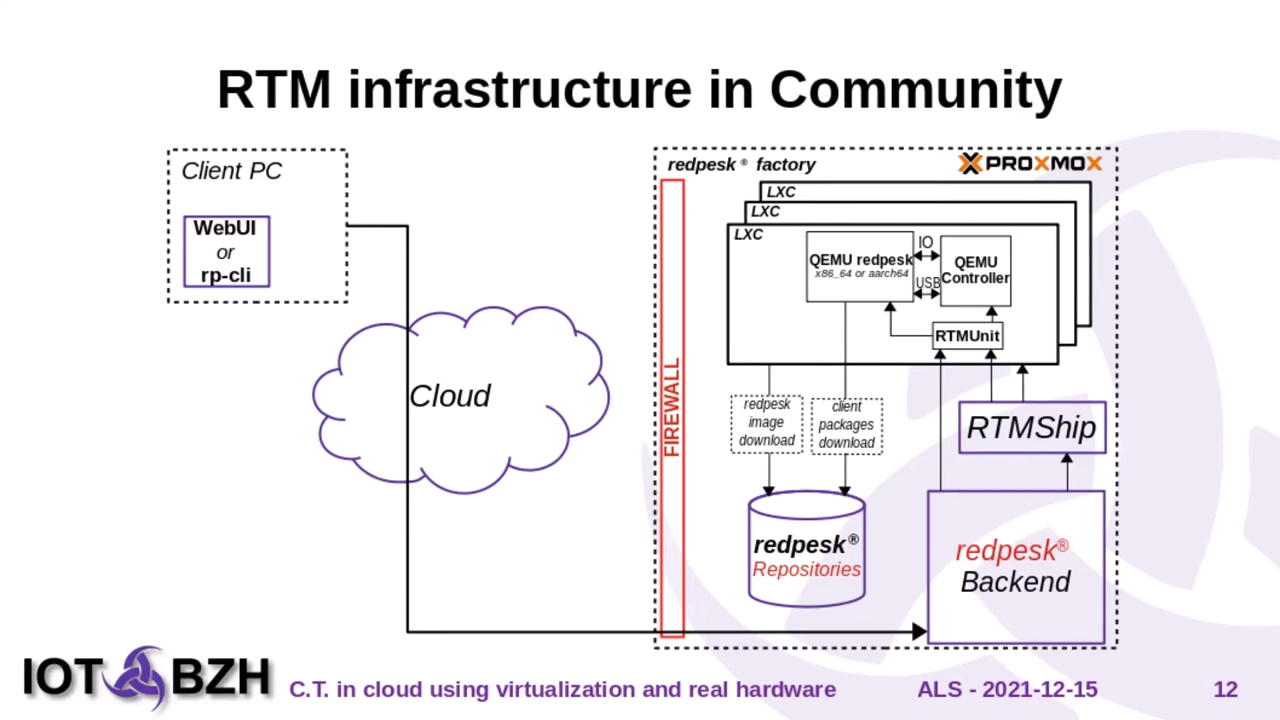 RTM infrastructure in Community
Client PC
WebUI
or
rp-cli
Cloud
redpesk ® factory
PROXMOX
FIREWALL
LXC
LXC
LXC
QEMU redpesk
x86_64 or aarch64
IO
USB
QEMU
Controller
RTMUnit
redpesk
image
download
client
packages
download
RTMShip
redpesk®
Repositories
redpesk®
Backend
IOT BZH
C.T. in cloud using virtualization and real hardware
ALS - 2021-12-15
12